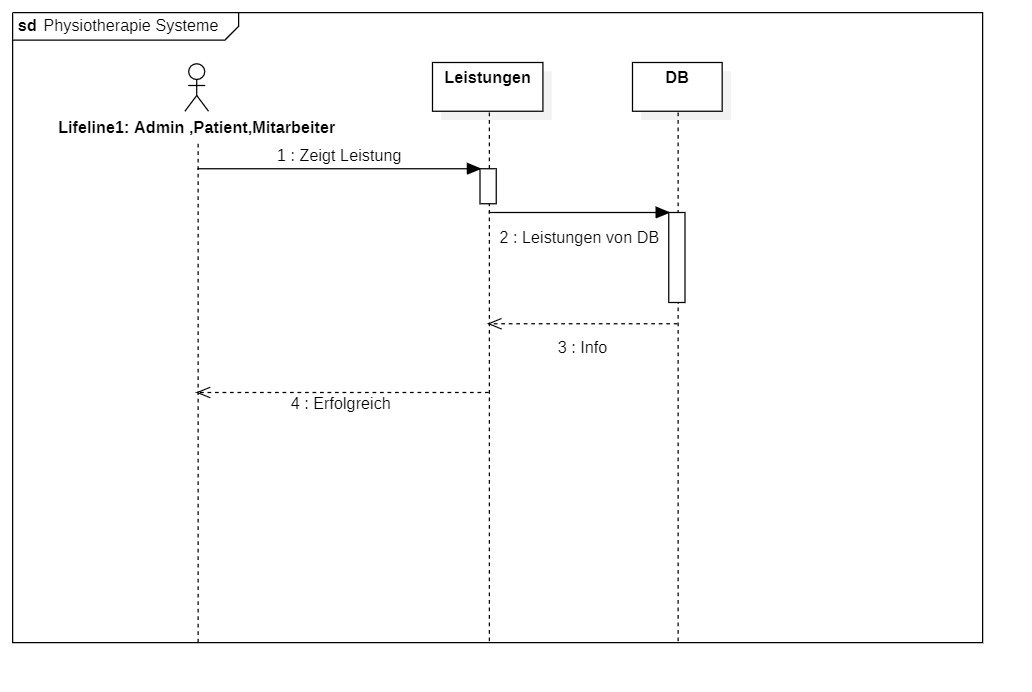 sd Physiotherapie Systeme
Leistungen
DB
Lifeline1: Admin ,Patient,Mitarbeiter
1 : Zeigt Leistung
2 : Leistungen von DB
3 : Info
4 : Erfolgreich